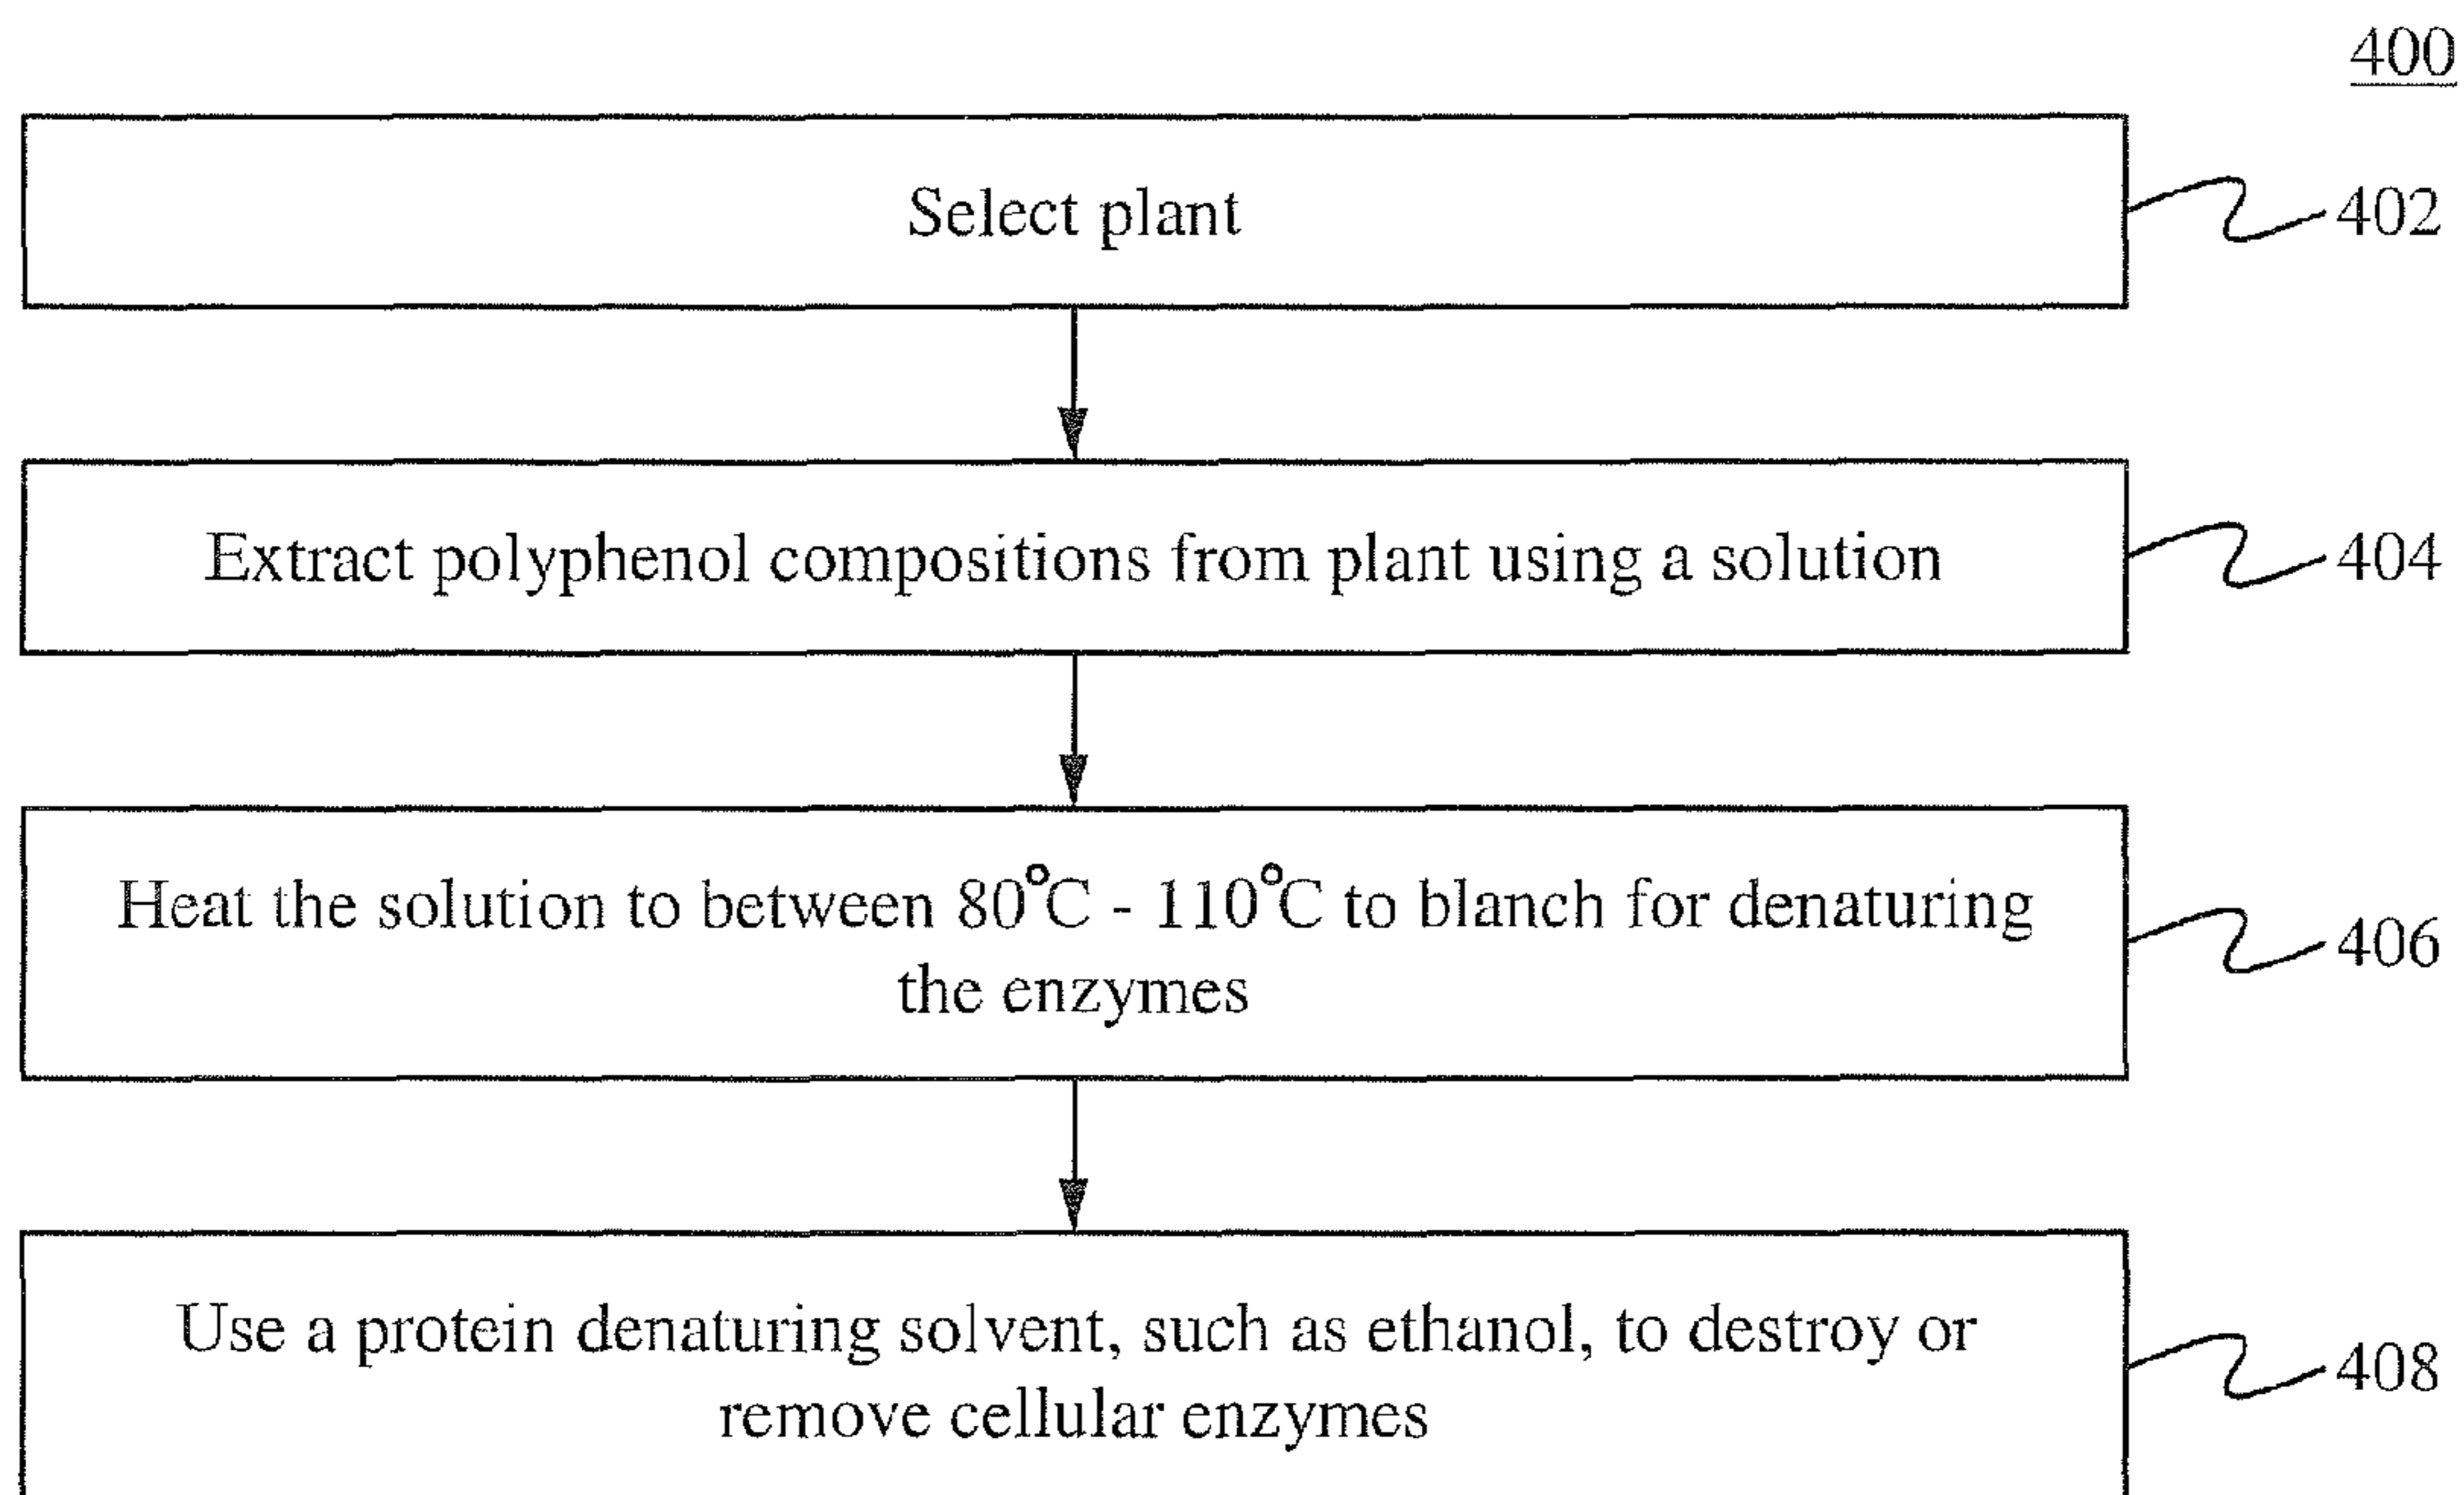 400
Select plant
402
Extract polyphenol compositions from plant using a solution
404
Heat the solution to between 80°C - 110°C to blanch for denaturing
the enzymes
406
Use a protein denaturing solvent, such as ethanol, to destroy or
remove cellular enzymes
408